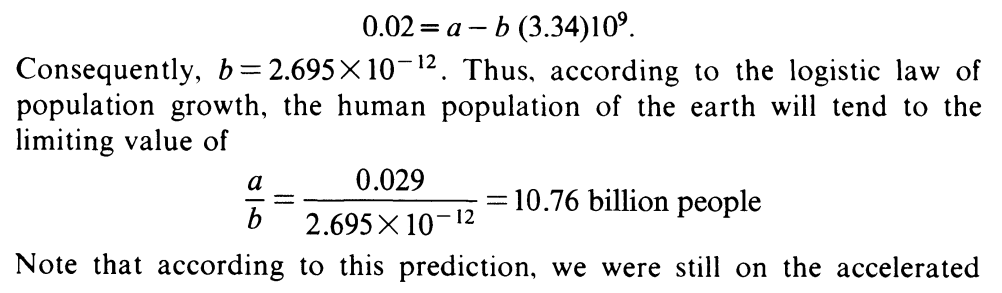 0.02 = a − b (3.34)10⁹.
Consequently, b = 2.695 × 10⁻¹². Thus, according to the logistic law of
population growth, the human population of the earth will tend to the
limiting value of
a/b = 0.029/2.695 × 10⁻¹² = 10.76 billion people
Note that according to this prediction, we were still on the accelerated